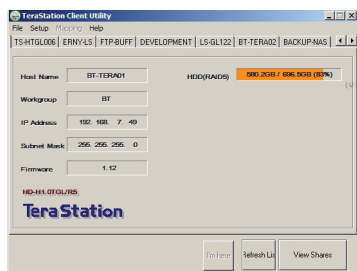 TeraStation Client Utility
File Setup Mapping Help
TS-HTGL006 ERNY-LS FTP-BUFF DEVELOPMENT LS-GL122 BT-TERA02 BACKUP-NAS
Host Name BT-TERA01 HDD(RAID5) 580.2GB / 696.5GB (83%)
Workgroup BT
IP Address 192. 168. 7. 49
Subnet Mask 255. 255. 255. 0
Firmware 1.12
HD-H1.0TGL/R5
TeraStation
I'm here Refresh Lis View Shares